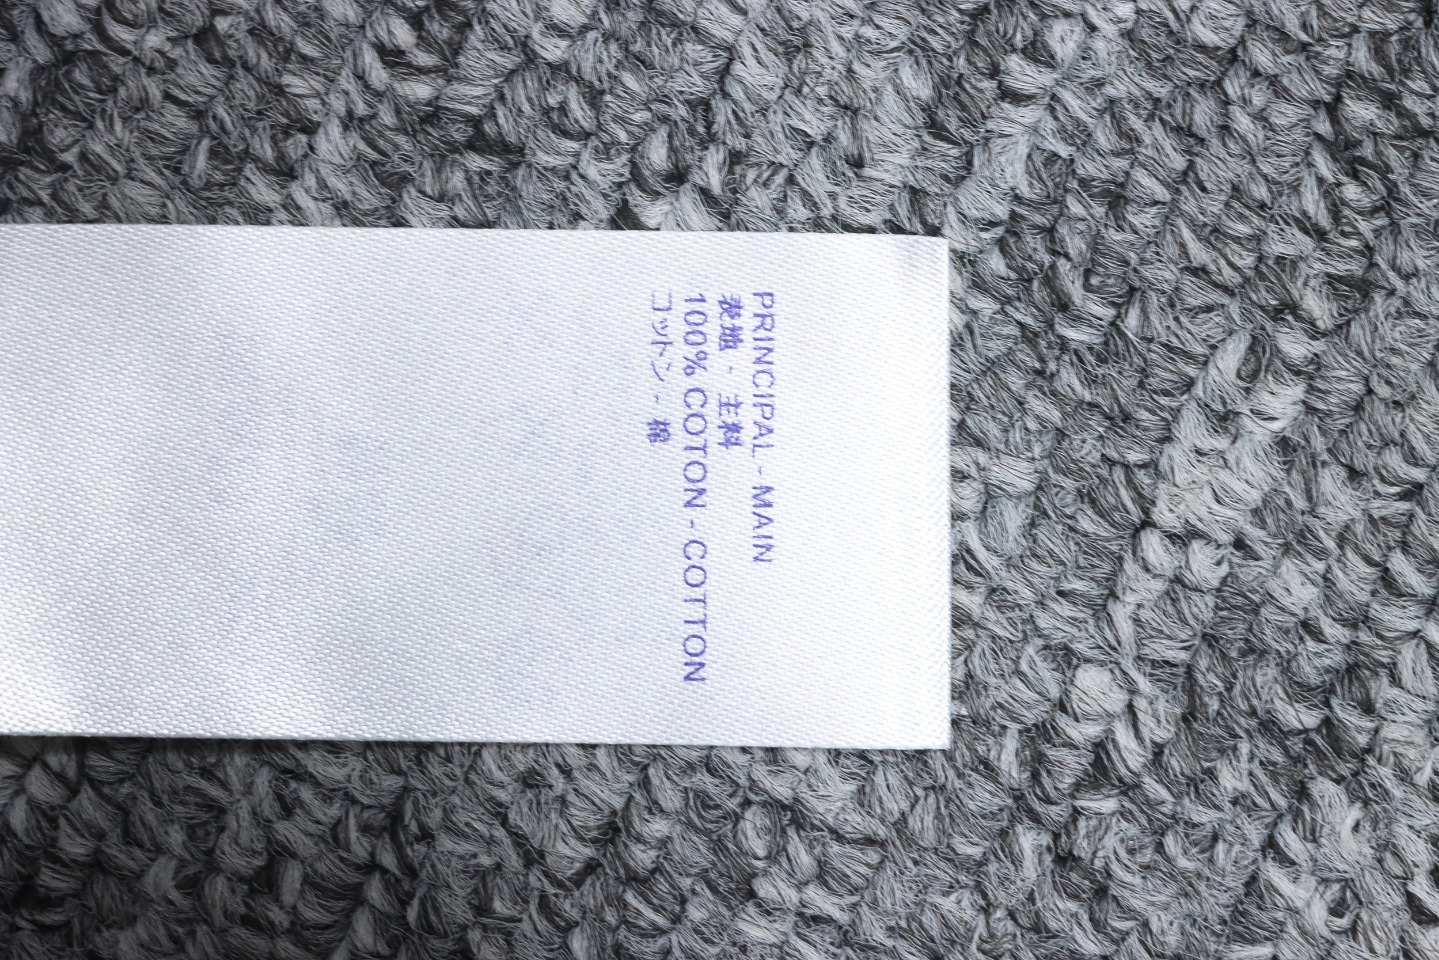 PRINCIPAL - MAIN
表地 - 主料
100% COTON - COTTON
コットン - 棉